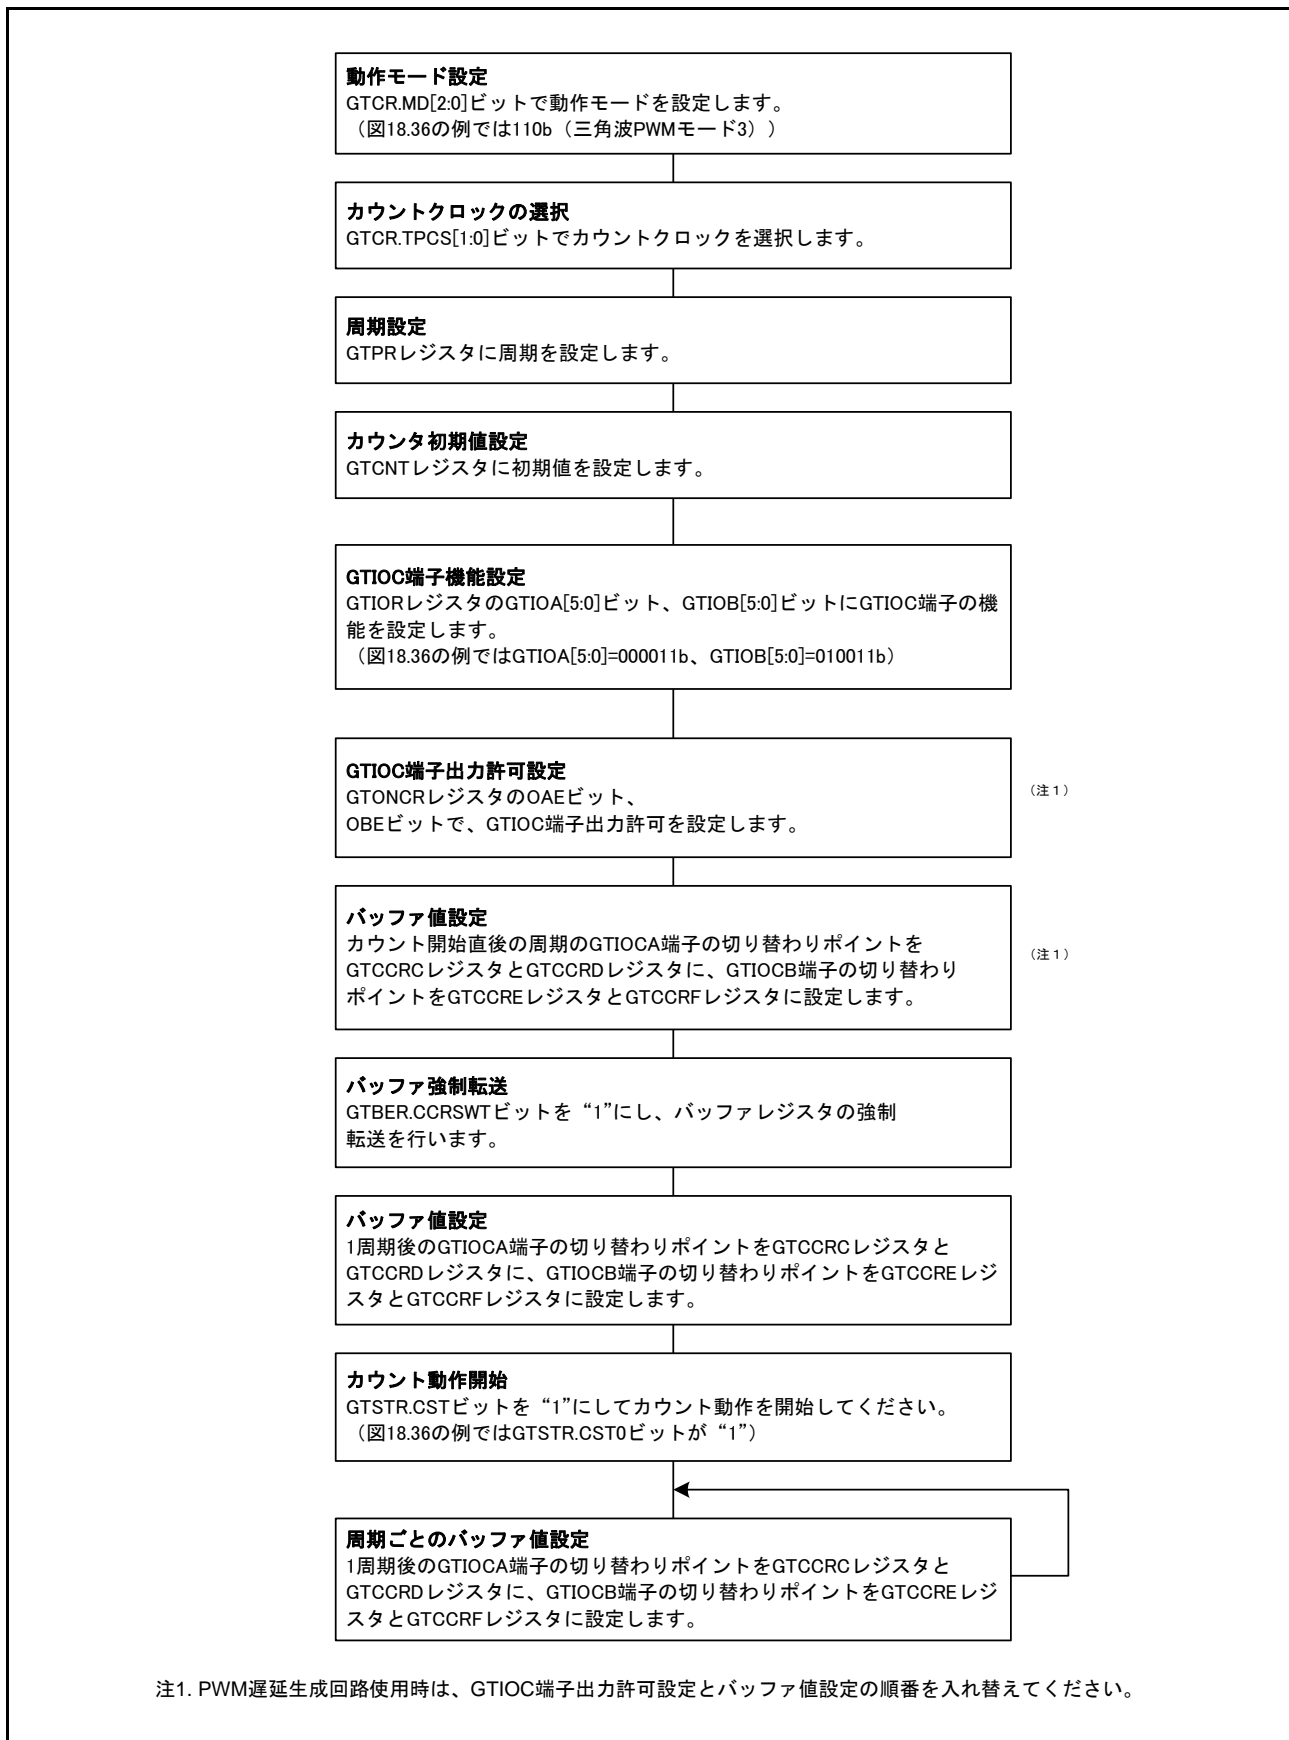 動作モード設定
GTCR.MD[2:0]ビットで動作モードを設定します。
（図18.36の例では110b（三角波PWMモード3））
カウントクロックの選択
GTCR.TPCS[1:0]ビットでカウントクロックを選択します。
周期設定
GTPRレジスタに周期を設定します。
カウンタ初期値設定
GTCNTレジスタに初期値を設定します。
GTIOC端子機能設定
GTIORレジスタのGTIOA[5:0]ビット、GTIOB[5:0]ビットにGTIOC端子の機
能を設定します。
（図18.36の例ではGTIOA[5:0]=000011b、GTIOB[5:0]=010011b）
GTIOC端子出力許可設定
GTONCRレジスタのOAEビット、
OBEビットで、GTIOC端子出力許可を設定します。
（注１）
バッファ値設定
カウント開始直後の周期のGTIOCA端子の切り替わりポイントを
GTCCRCレジスタとGTCCRDレジスタに、GTIOCB端子の切り替わり
ポイントをGTCCREレジスタとGTCCRFレジスタに設定します。
（注１）
バッファ強制転送
GTBER.CCRSWTビットを“1”にし、バッファレジスタの強制
転送を行います。
バッファ値設定
1周期後のGTIOCA端子の切り替わりポイントをGTCCRCレジスタと
GTCCRDレジスタに、GTIOCB端子の切り替わりポイントをGTCCREレジ
スタとGTCCRFレジスタに設定します。
カウント動作開始
GTSTR.CSTビットを“1”にしてカウント動作を開始してください。
（図18.36の例ではGTSTR.CST0ビットが“1”）
周期ごとのバッファ値設定
1周期後のGTIOCA端子の切り替わりポイントをGTCCRCレジスタと
GTCCRDレジスタに、GTIOCB端子の切り替わりポイントをGTCCREレジ
スタとGTCCRFレジスタに設定します。
注1. PWM遅延生成回路使用時は、GTIOC端子出力許可設定とバッファ値設定の順番を入れ替えてください。